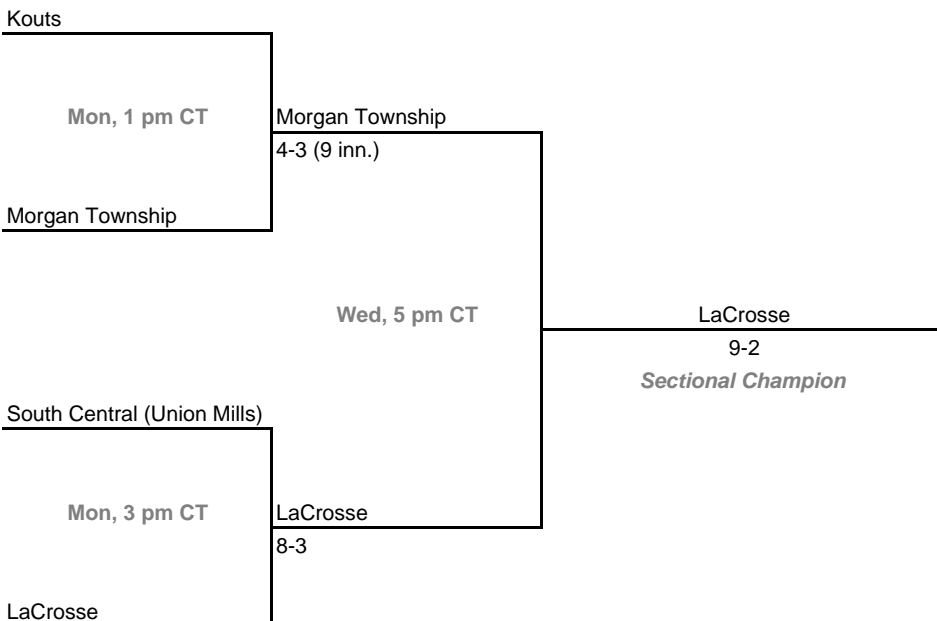 Kouts
Mon, 1 pm CT
Morgan Township
4-3 (9 inn.)
Morgan Township
Wed, 5 pm CT
LaCrosse
9-2
Sectional Champion
South Central (Union Mills)
Mon, 3 pm CT
LaCrosse
8-3
LaCrosse